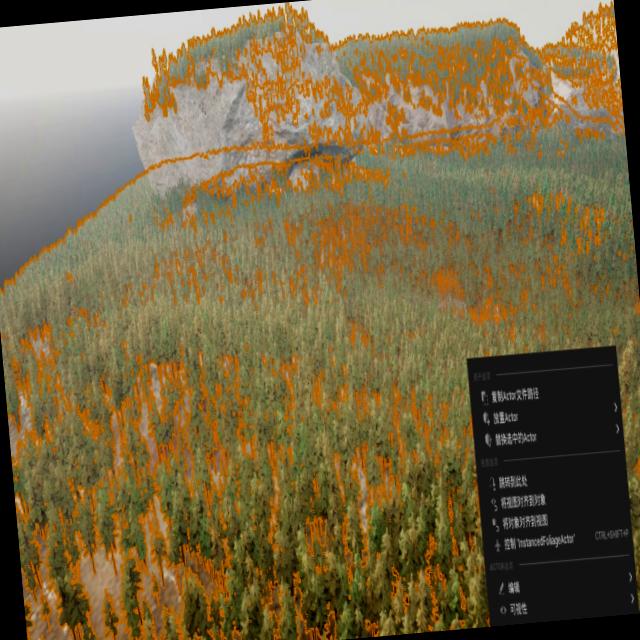 复制Actor文件路径
放置Actor
替换选中的Actor
跳转到此处
将视图对齐到对象
将对象对齐到视图
控制'InstancedFoliageActor' CTRL+SHIFT+P
编辑
可视性